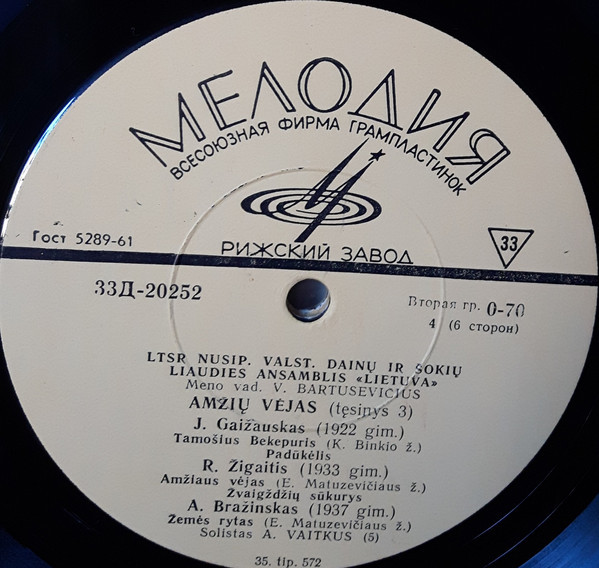 МЕЛОДИЯ
ВСЕСОЮЗНАЯ ФИРМА ГРАМПЛАСТИНОК
РИЖСКИЙ ЗАВОД
Гост 5289-61
33
33Д-20252
Вторая гр. 0-70
4 (6 сторон)
LTSR NUSIP. VALST. DAINŲ IR ŠOKIŲ
LIAUDIES ANSAMBLIS «LIETUVA»
Meno vad. V. BARTUSEVIČIUS
AMŽIŲ VĖJAS (tęsinys 3)
J. Gaižauskas (1922 gim.)
Tamošius Bekepuris (K. Binkio ž.)
Padūkėlis
R. Žigaitis (1933 gim.)
Amžiaus vėjas (E. Matuzevičiaus ž.)
Žvaigždžių sūkurys
A. Bražinskas (1937 gim.)
Žemės rytas (E. Matuzevičiaus ž.)
Solistas A. VAITKUS (5)
35. tip. 572